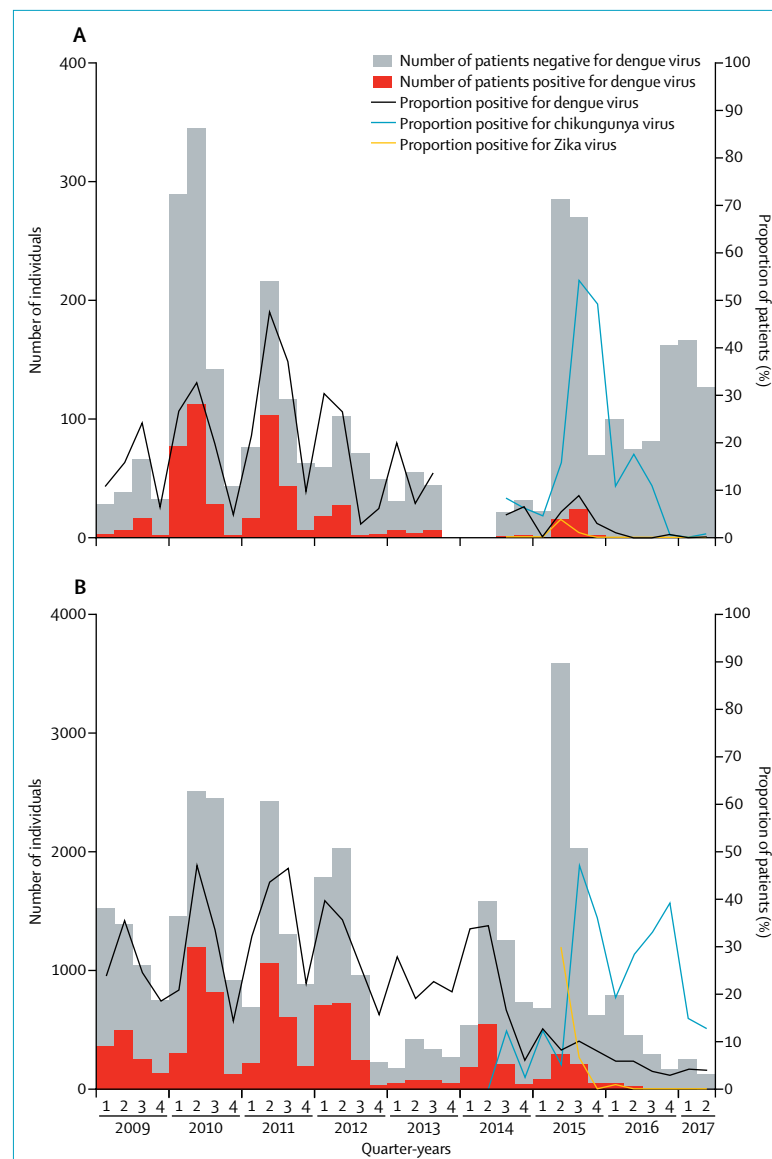 A
400
300
200
100
0
Number of individuals
Number of patients negative for dengue virus
Number of patients positive for dengue virus
Proportion positive for dengue virus
Proportion positive for chikungunya virus
Proportion positive for Zika virus
100
90
80
70
60
50
40
30
20
10
0
Proportion of patients (%)
B
4000
3000
2000
1000
0
Number of individuals
100
90
80
70
60
50
40
30
20
10
0
Proportion of patients (%)
1 2 3 4 1 2 3 4 1 2 3 4 1 2 3 4 1 2 3 4 1 2 3 4 1 2 3 4 1 2 3 4 1 2
2009 2010 2011 2012 2013 2014 2015 2016 2017
Quarter-years